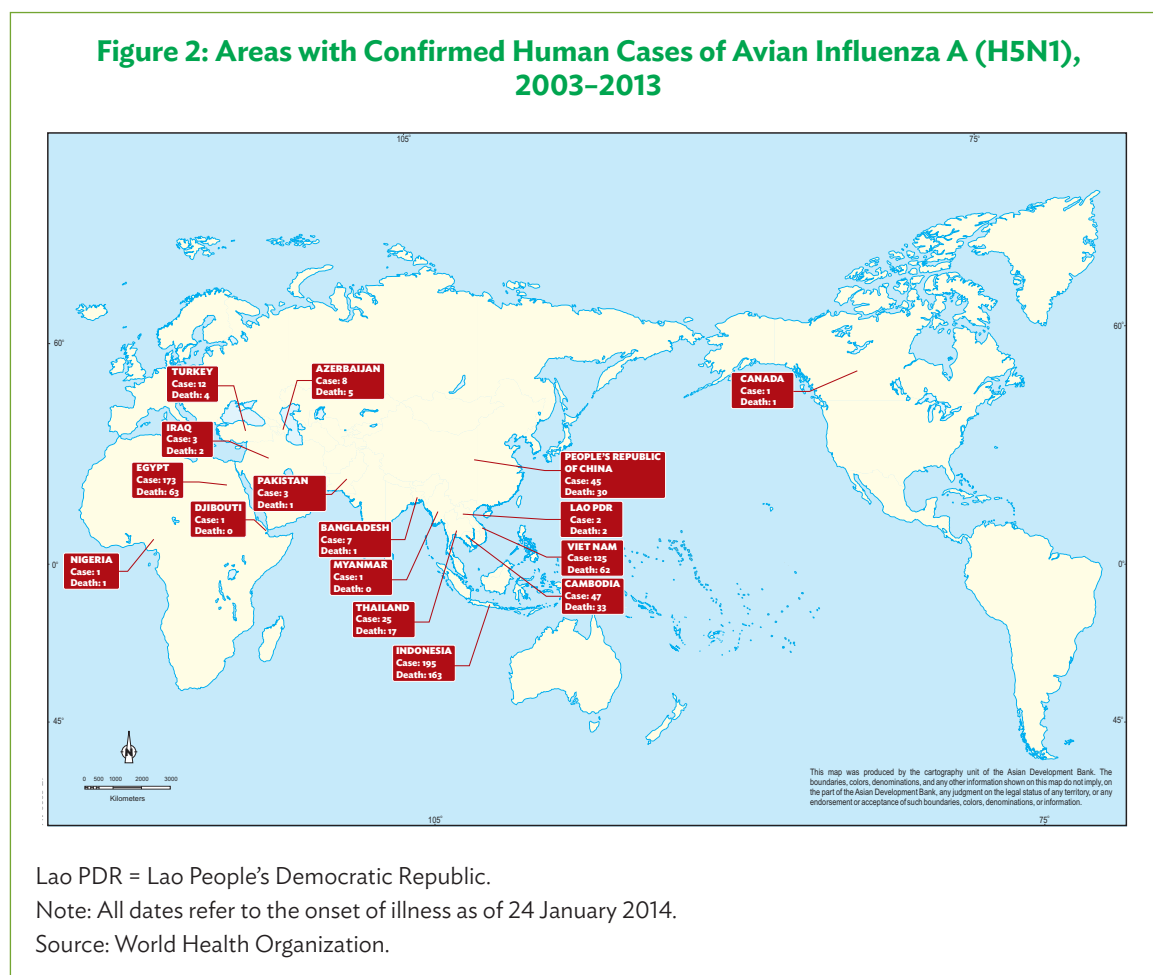 Figure 2: Areas with Confirmed Human Cases of Avian Influenza A (H5N1),
2003–2013
105°
75°
60°
60°
TURKEY
Case: 12
Death: 4
AZERBAIJAN
Case: 8
Death: 5
CANADA
Case: 1
Death: 1
IRAQ
Case: 3
Death: 2
EGYPT
Case: 173
Death: 63
PAKISTAN
Case: 3
Death: 1
PEOPLE'S REPUBLIC
OF CHINA
Case: 45
Death: 30
DJIBOUTI
Case: 1
Death: 0
LAO PDR
Case: 2
Death: 2
BANGLADESH
Case: 7
Death: 1
VIET NAM
Case: 125
Death: 62
NIGERIA
Case: 1
Death: 1
0°
0°
MYANMAR
Case: 1
Death: 0
CAMBODIA
Case: 47
Death: 33
THAILAND
Case: 25
Death: 17
INDONESIA
Case: 195
Death: 163
45°
45°
N
0 500 1000 2000 3000
Kilometers
This map was produced by the cartography unit of the Asian Development Bank. The
boundaries, colors, denominations, and any other information shown on this map do not imply, on
the part of the Asian Development Bank, any judgment on the legal status of any territory, or any
endorsement or acceptance of such boundaries, colors, denominations, or information.
105°
75°
Lao PDR = Lao People's Democratic Republic.
Note: All dates refer to the onset of illness as of 24 January 2014.
Source: World Health Organization.